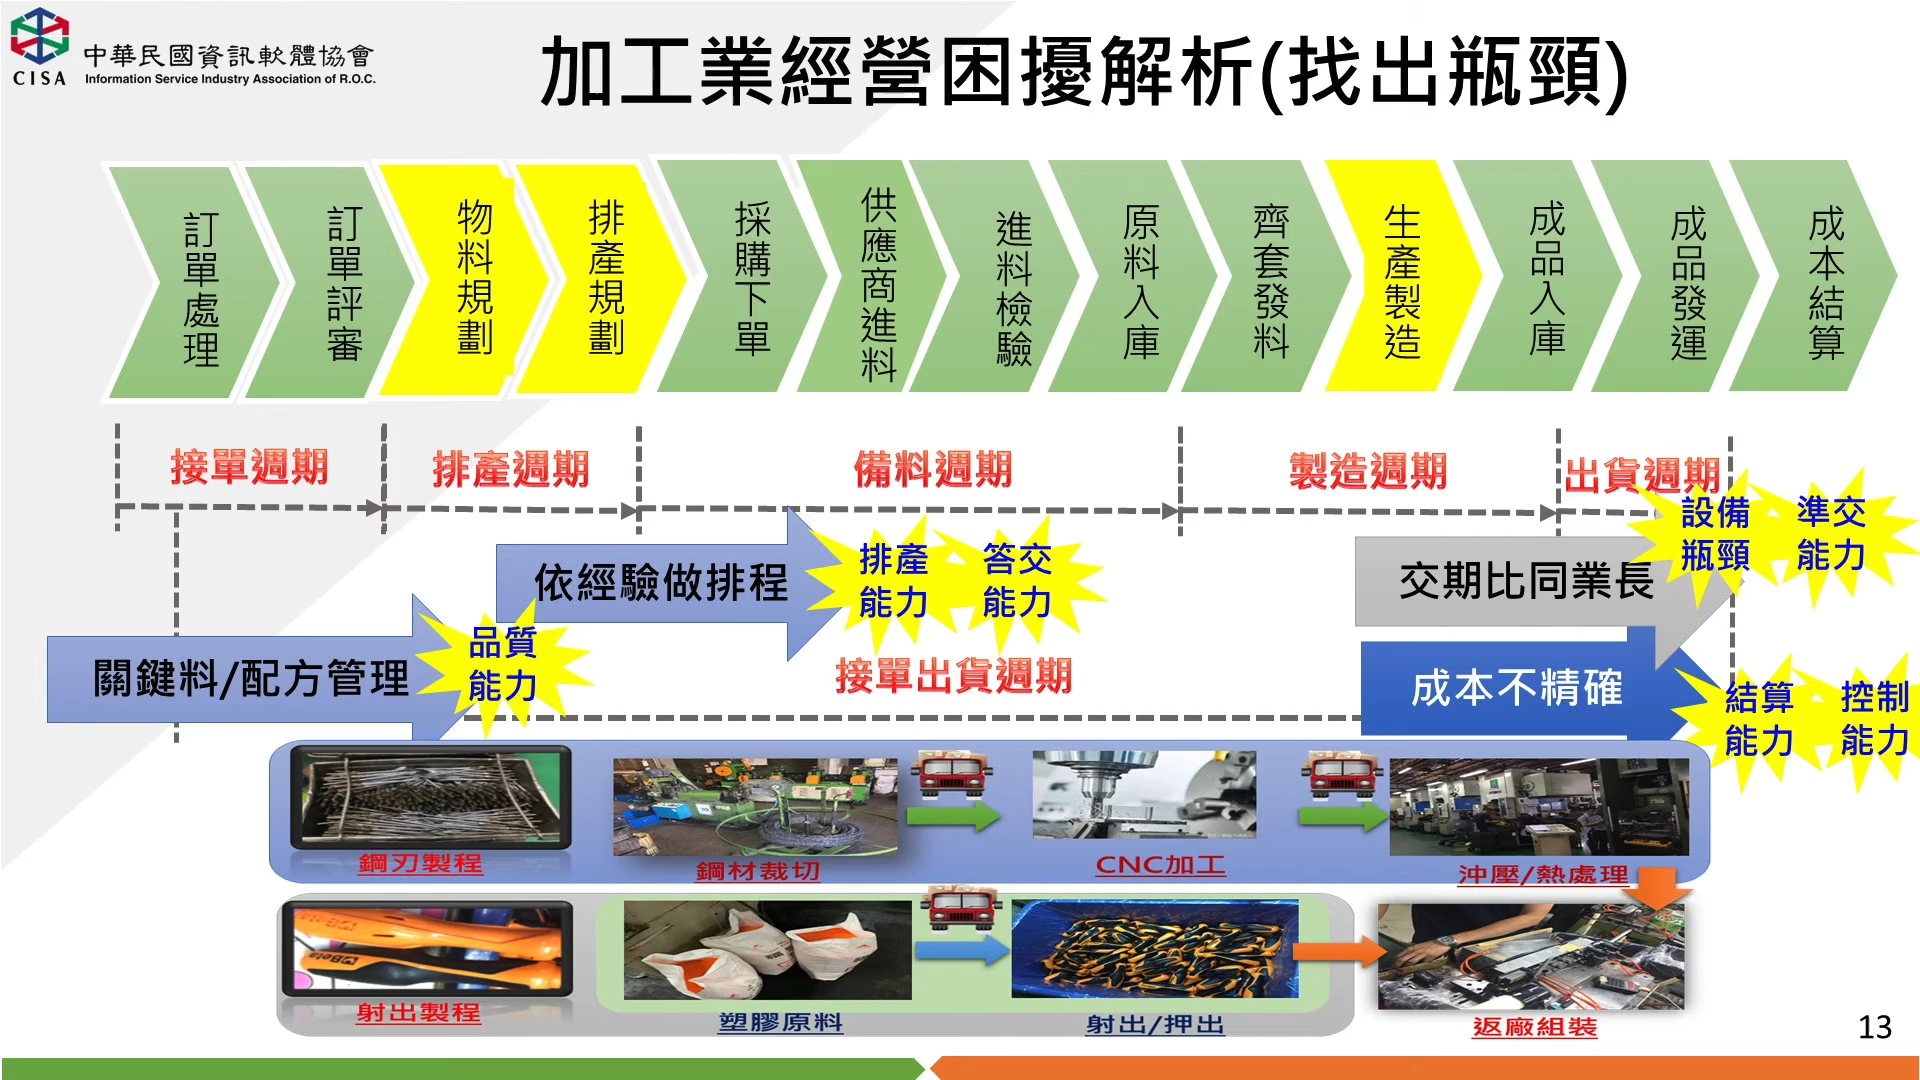 中華民國資訊軟體協會
CISA
Information Service Industry Association of R.O.C.
加工業經營困擾解析(找出瓶頸)
訂單處理
訂單評審
物料規劃
排產規劃
採購下單
供應商進料
進料檢驗
原料入庫
齊套發料
生產製造
成品入庫
成品發運
成本結算
接單週期
排產週期
備料週期
製造週期
出貨週期
設備
瓶頸
準交
能力
依經驗做排程
排產
能力
答交
能力
交期比同業長
關鍵料/配方管理
品質
能力
接單出貨週期
成本不精確
結算
能力
控制
能力
鋼刃製程
鋼材裁切
CNC加工
沖壓/熱處理
射出製程
塑膠原料
射出/押出
返廠組裝
13